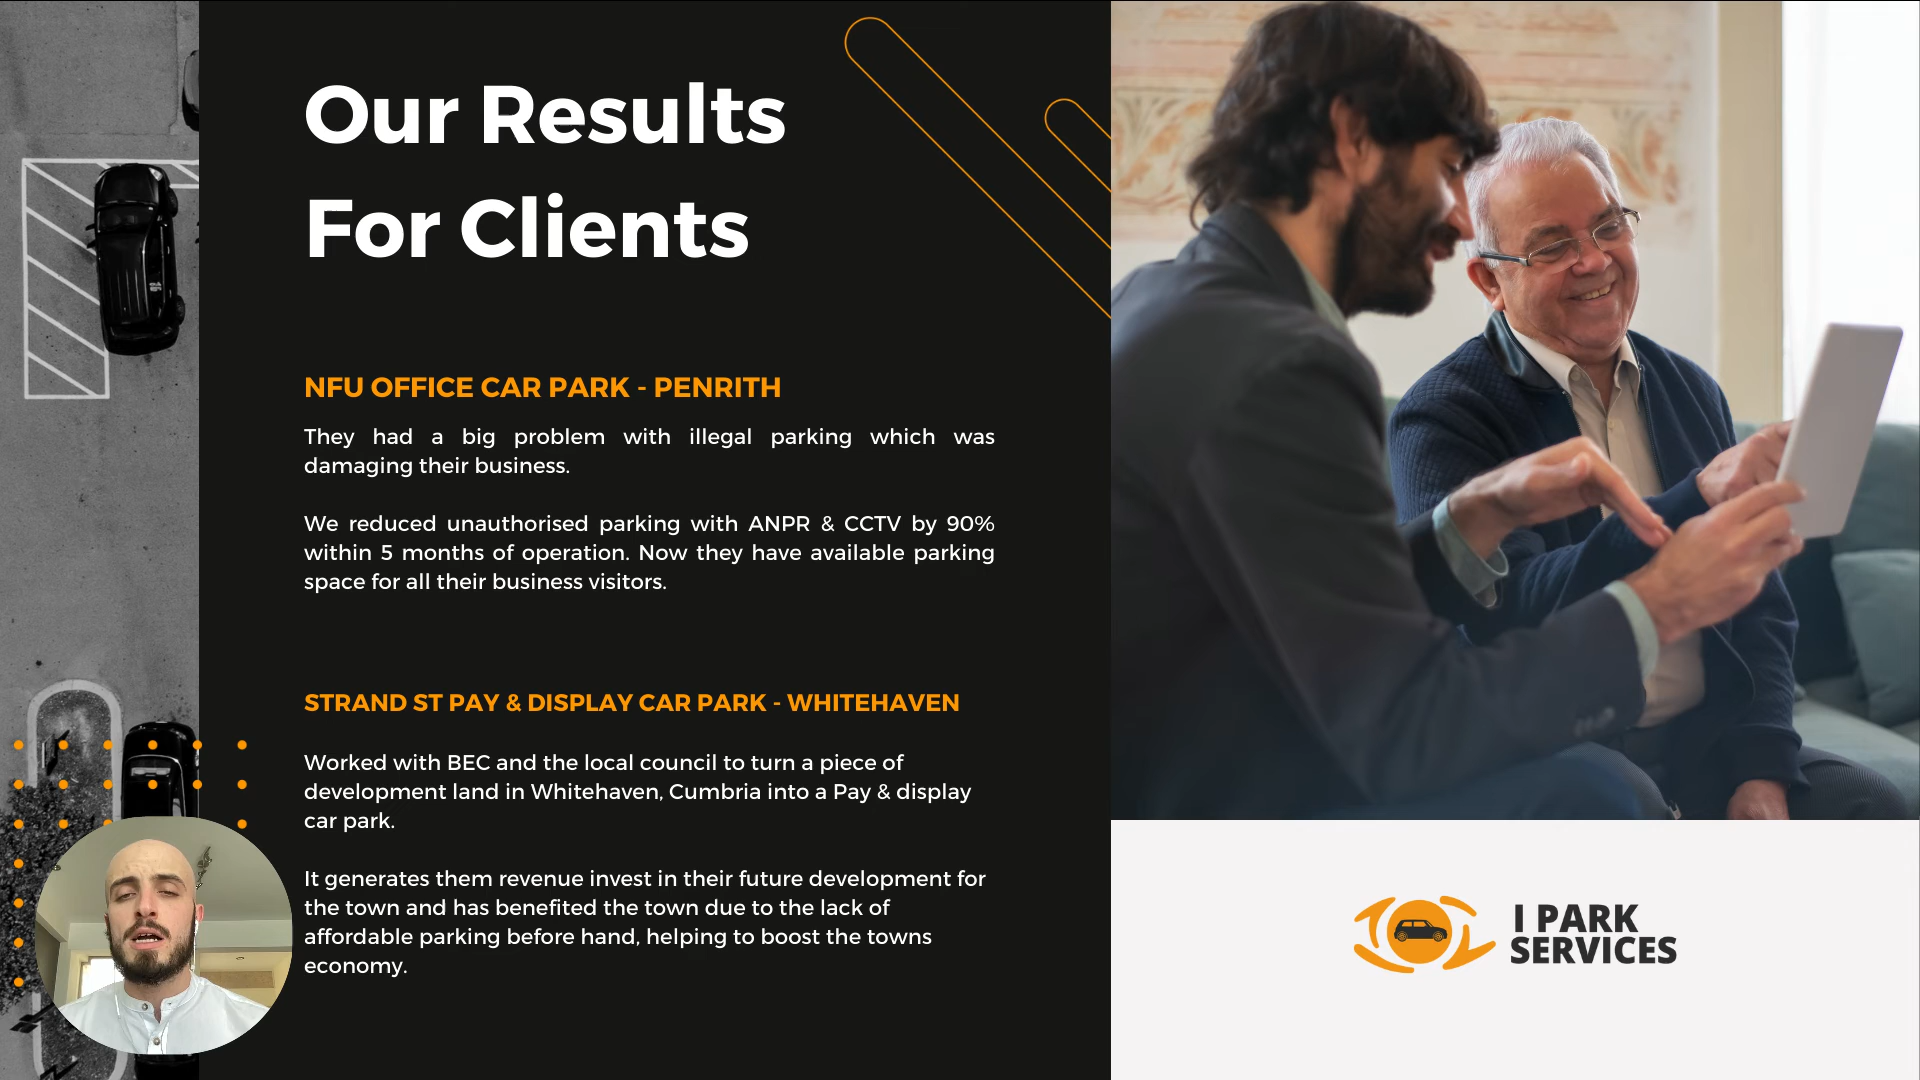 Our Results
For Clients
NFU OFFICE CAR PARK - PENRITH
They had a big problem with illegal parking which was
damaging their business.
We reduced unauthorised parking with ANPR & CCTV by 90%
within 5 months of operation. Now they have available parking
space for all their business visitors.
STRAND ST PAY & DISPLAY CAR PARK - WHITEHAVEN
Worked with BEC and the local council to turn a piece of
development land in Whitehaven, Cumbria into a Pay & display
car park.
It generates them revenue invest in their future development for
the town and has benefited the town due to the lack of
affordable parking before hand, helping to boost the towns
economy.
I PARK
SERVICES